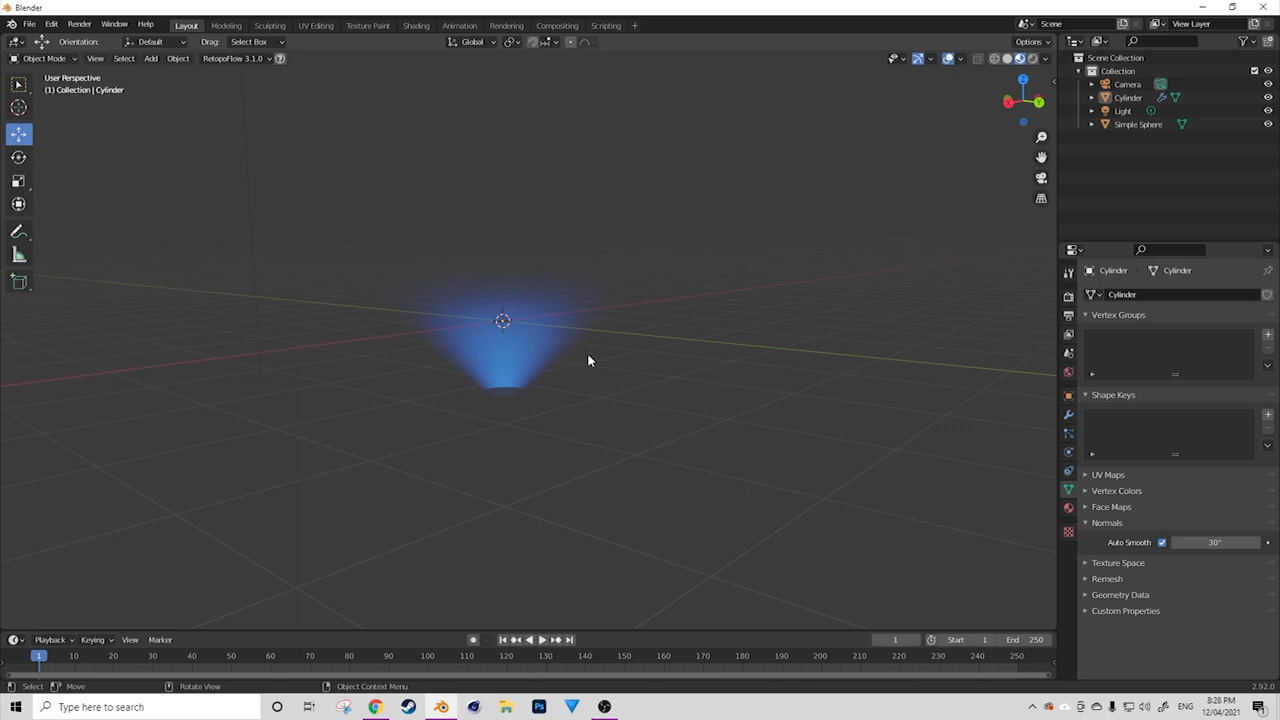 Blender
File Edit Render Window Help Layout Modeling Sculpting UV Editing Texture Paint Shading Animation Rendering Compositing Scripting + Scene View Layer
Orientation: Default Drag: Select Box Global Options
Object Mode View Select Add Object RetopoFlow 3.1.0 ?
User Perspective
(1) Collection | Cylinder
Z
X
Y
Scene Collection
Collection
Camera
Cylinder
Light
Simple Sphere
Cylinder Cylinder
Cylinder
Vertex Groups
Shape Keys
UV Maps
Vertex Colors
Face Maps
Normals
Auto Smooth 30°
Texture Space
Remesh
Geometry Data
Custom Properties
Playback Keying View Marker 1 Start 1 End 250
1 10 20 30 40 50 60 70 80 90 100 110 120 130 140 150 160 170 180 190 200 210 220 230 240 250
Select Move Rotate View Object Context Menu 2.92.0
Type here to search Ps ENG 8:28 PM
12/04/2021